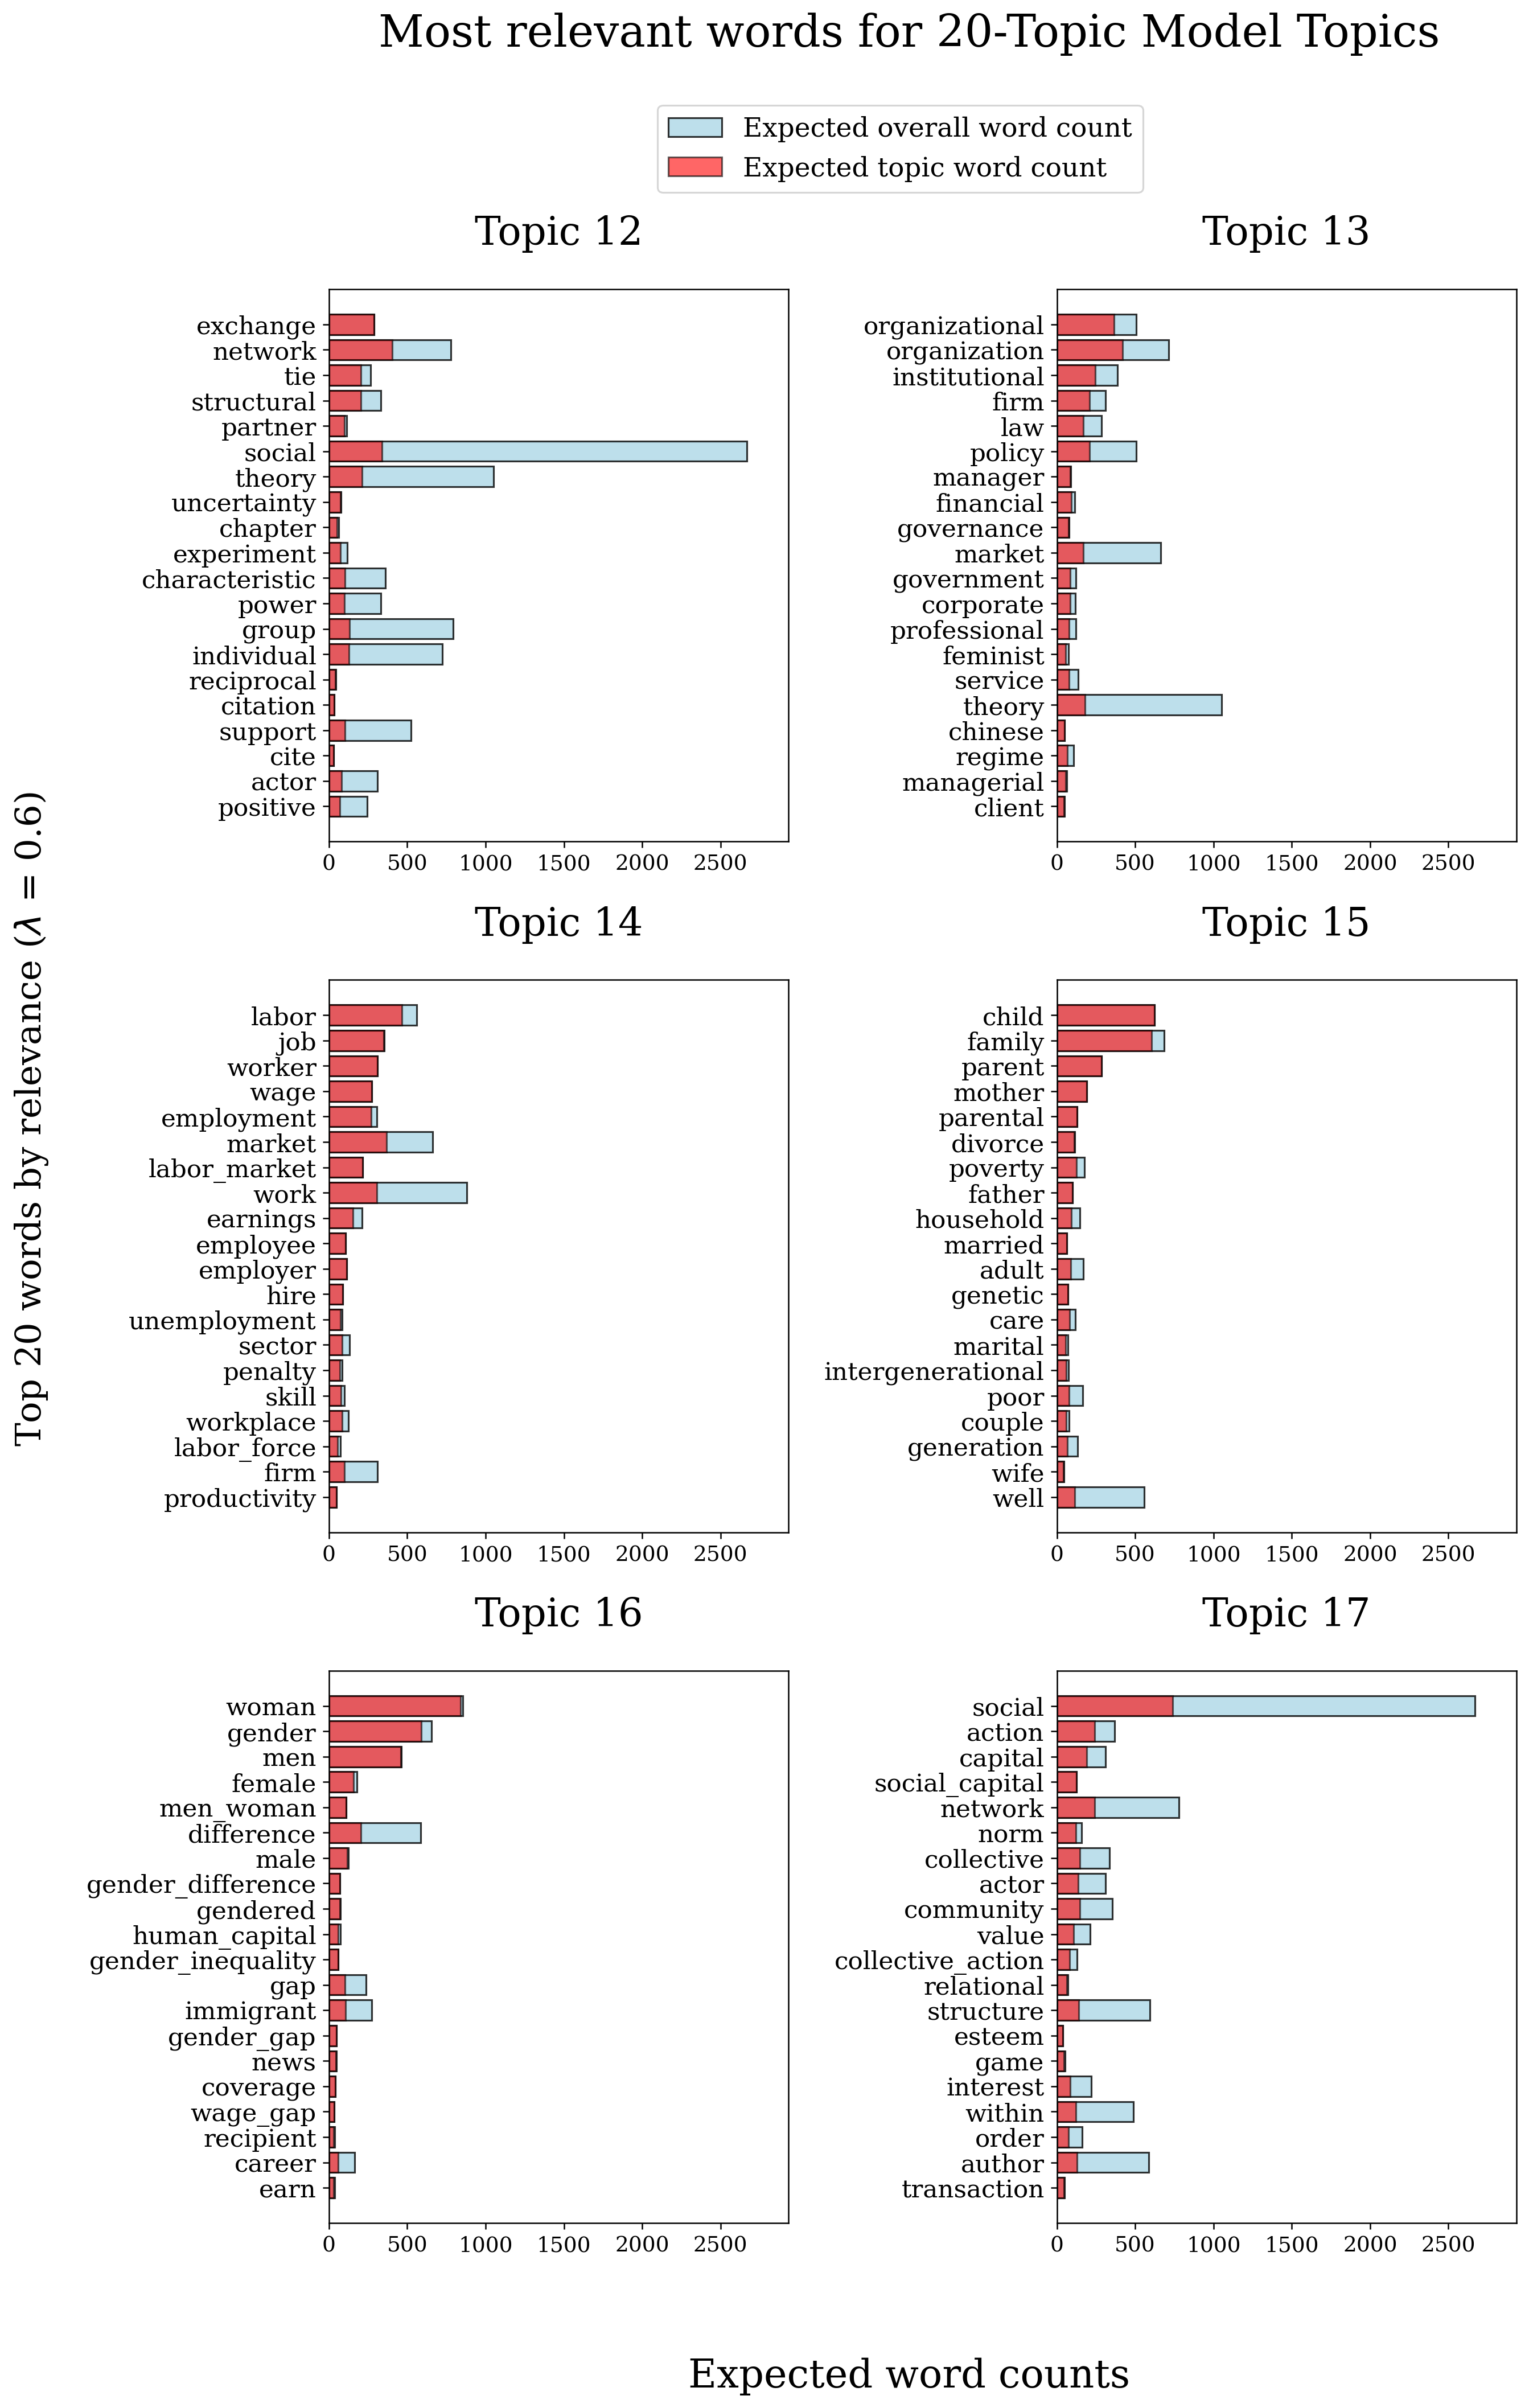 Most relevant words for 20-Topic Model Topics
Expected overall word count
Expected topic word count
Top 20 words by relevance (λ = 0.6)
Topic 12
exchange
network
tie
structural
partner
social
theory
uncertainty
chapter
experiment
characteristic
power
group
individual
reciprocal
citation
support
cite
actor
positive
0 500 1000 1500 2000 2500
Topic 13
organizational
organization
institutional
firm
law
policy
manager
financial
governance
market
government
corporate
professional
feminist
service
theory
chinese
regime
managerial
client
0 500 1000 1500 2000 2500
Topic 14
labor
job
worker
wage
employment
market
labor_market
work
earnings
employee
employer
hire
unemployment
sector
penalty
skill
workplace
labor_force
firm
productivity
0 500 1000 1500 2000 2500
Topic 15
child
family
parent
mother
parental
divorce
poverty
father
household
married
adult
genetic
care
marital
intergenerational
poor
couple
generation
wife
well
0 500 1000 1500 2000 2500
Topic 16
woman
gender
men
female
men_woman
difference
male
gender_difference
gendered
human_capital
gender_inequality
gap
immigrant
gender_gap
news
coverage
wage_gap
recipient
career
earn
0 500 1000 1500 2000 2500
Topic 17
social
action
capital
social_capital
network
norm
collective
actor
community
value
collective_action
relational
structure
esteem
game
interest
within
order
author
transaction
0 500 1000 1500 2000 2500
Expected word counts